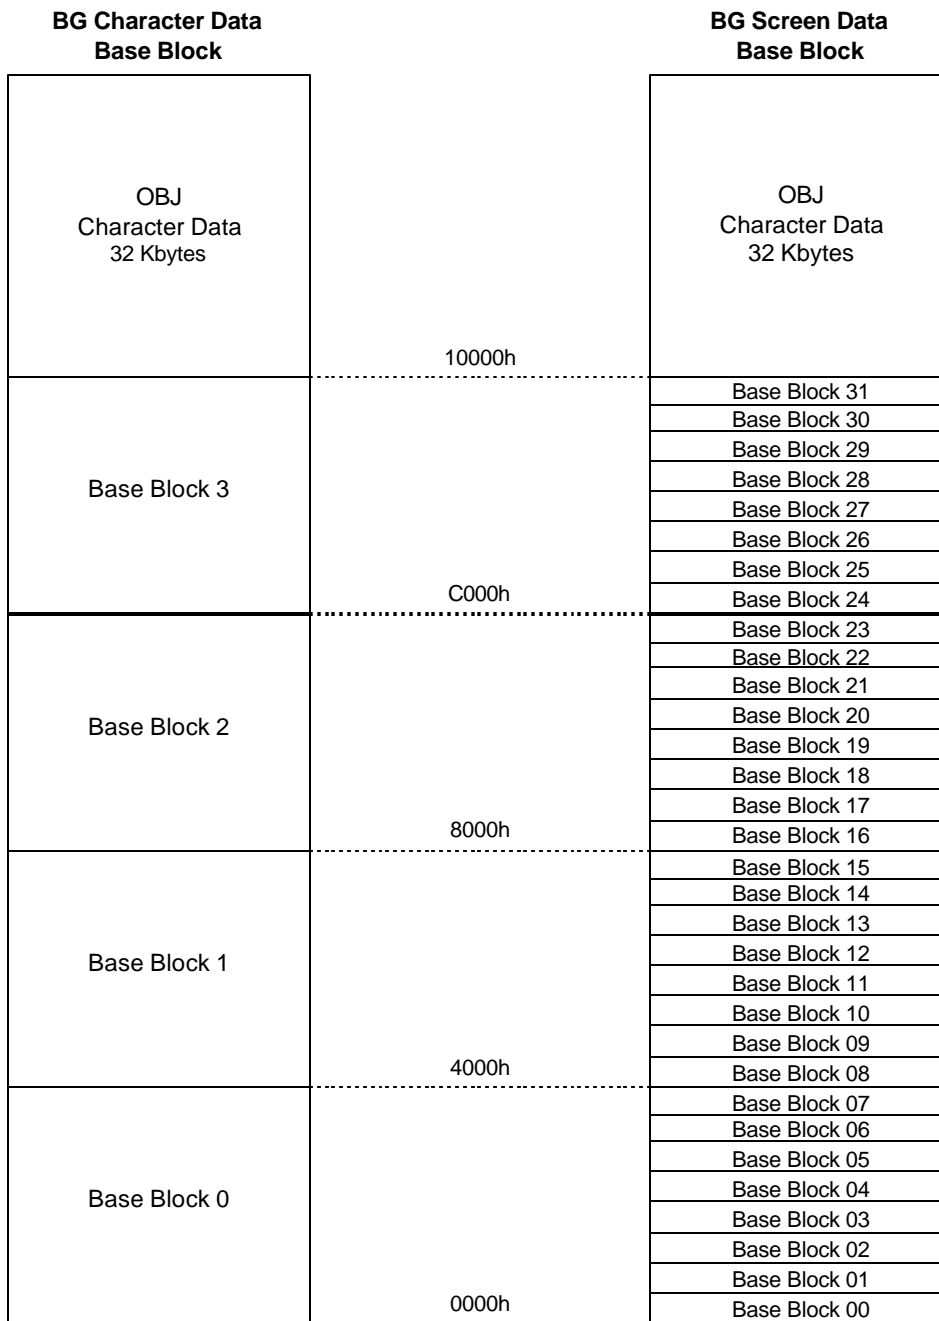 BG Character Data
Base Block
BG Screen Data
Base Block
OBJ
Character Data
32 Kbytes
OBJ
Character Data
32 Kbytes
10000h
Base Block 3
C000h
Base Block 31
Base Block 30
Base Block 29
Base Block 28
Base Block 27
Base Block 26
Base Block 25
Base Block 24
Base Block 2
8000h
Base Block 23
Base Block 22
Base Block 21
Base Block 20
Base Block 19
Base Block 18
Base Block 17
Base Block 16
Base Block 1
4000h
Base Block 15
Base Block 14
Base Block 13
Base Block 12
Base Block 11
Base Block 10
Base Block 09
Base Block 08
Base Block 0
0000h
Base Block 07
Base Block 06
Base Block 05
Base Block 04
Base Block 03
Base Block 02
Base Block 01
Base Block 00